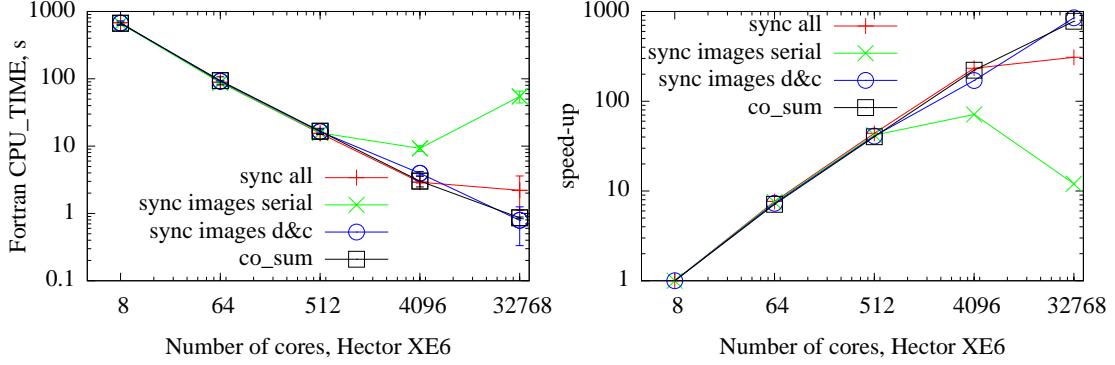 1000
100
10
1
0.1
Fortran CPU_TIME, s
sync all
sync images serial
sync images d&c
co_sum
8 64 512 4096 32768
Number of cores, Hector XE6
1000
100
10
1
speed-up
sync all
sync images serial
sync images d&c
co_sum
8 64 512 4096 32768
Number of cores, Hector XE6